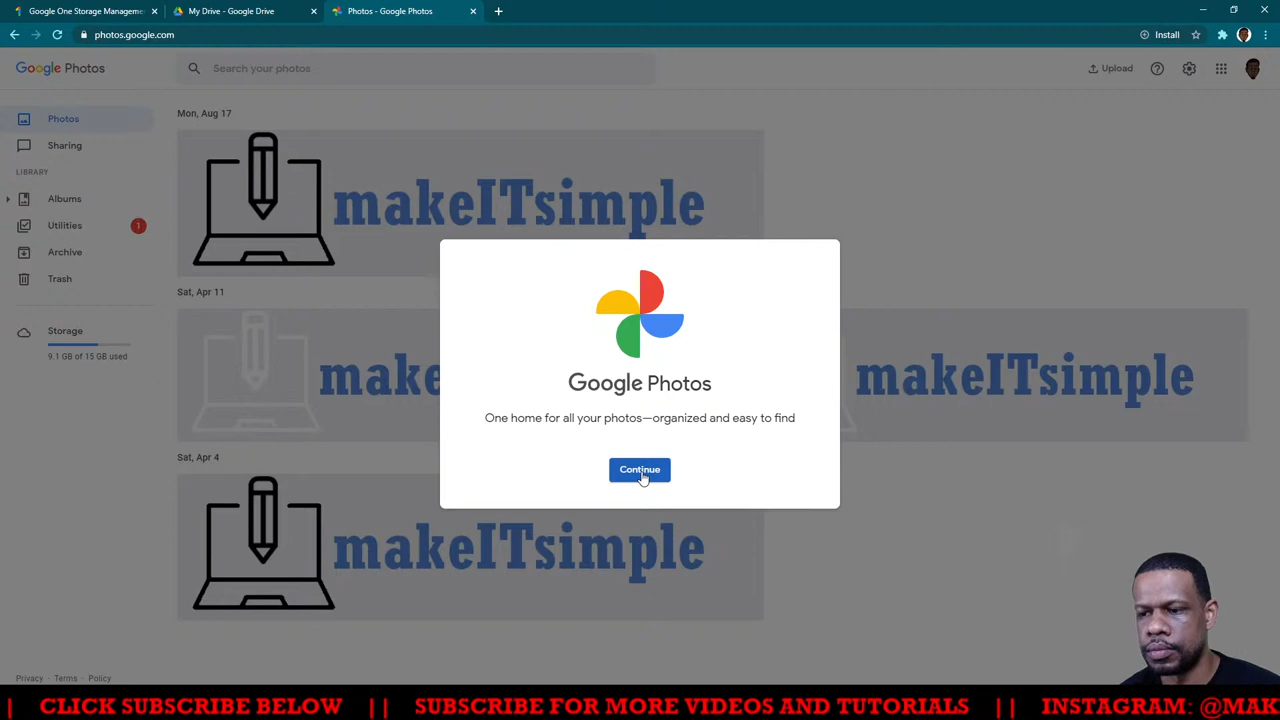 Google One Storage Manageme
My Drive - Google Drive
Photos - Google Photos
photos.google.com
Install
Google Photos
Search your photos
Upload
Photos
Sharing
LIBRARY
Albums
Utilities
1
Archive
Trash
Storage
9.1 GB of 15 GB used
Mon, Aug 17
makeITsimple
Sat, Apr 11
makeITsimple
Sat, Apr 4
makeITsimple
Google Photos
One home for all your photos—organized and easy to find
Continue
Privacy · Terms · Policy
|| CLICK SUBSCRIBE BELOW || SUBSCRIBE FOR MORE VIDEOS AND TUTORIALS || INSTAGRAM: @MAK